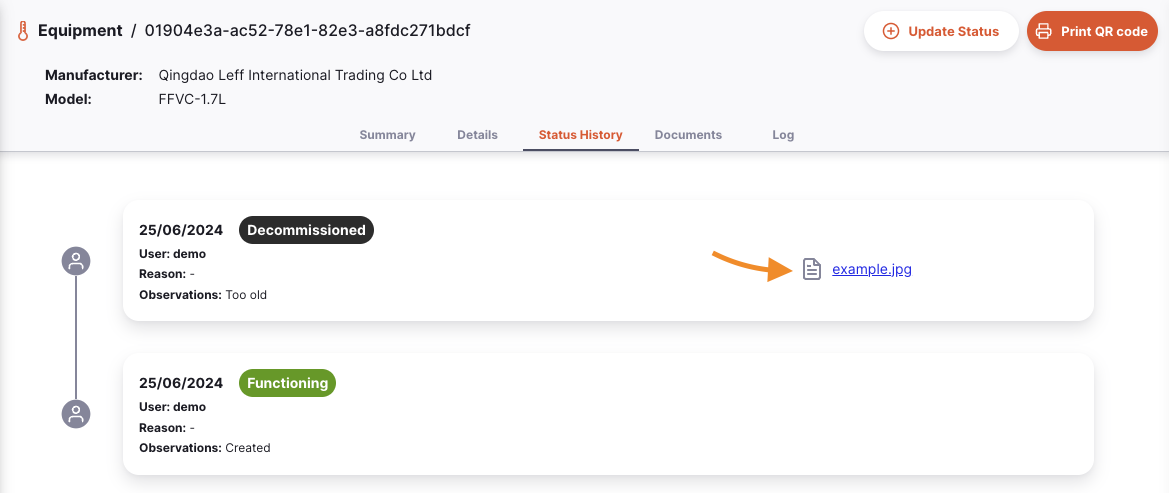 Equipment / 01904e3a-ac52-78e1-82e3-a8fdc271bdcf
Update Status
Print QR code
Manufacturer: Qingdao Leff International Trading Co Ltd
Model: FFVC-1.7L
Summary Details Status History Documents Log
25/06/2024 Decommissioned
User: demo
Reason: -
Observations: Too old
example.jpg
25/06/2024 Functioning
User: demo
Reason: -
Observations: Created